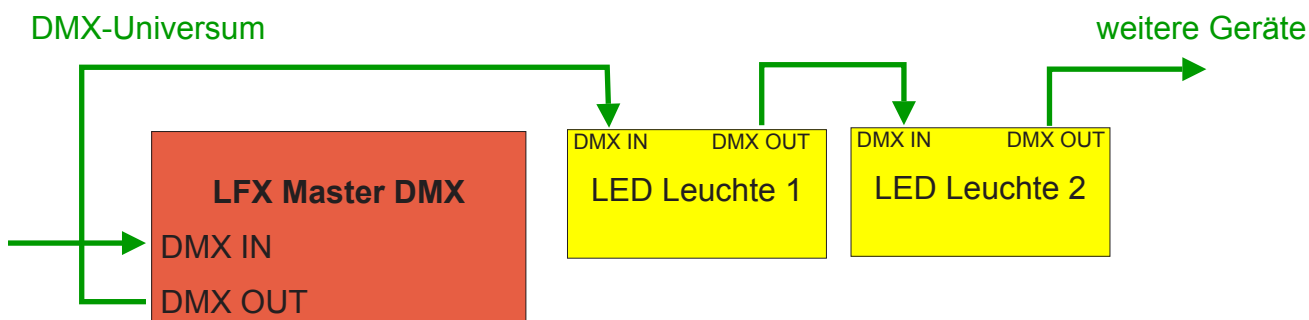 DMX-Universum
weitere Geräte
DMX IN
DMX OUT
DMX IN
DMX OUT
LFX Master DMX
LED Leuchte 1
LED Leuchte 2
DMX IN
DMX OUT